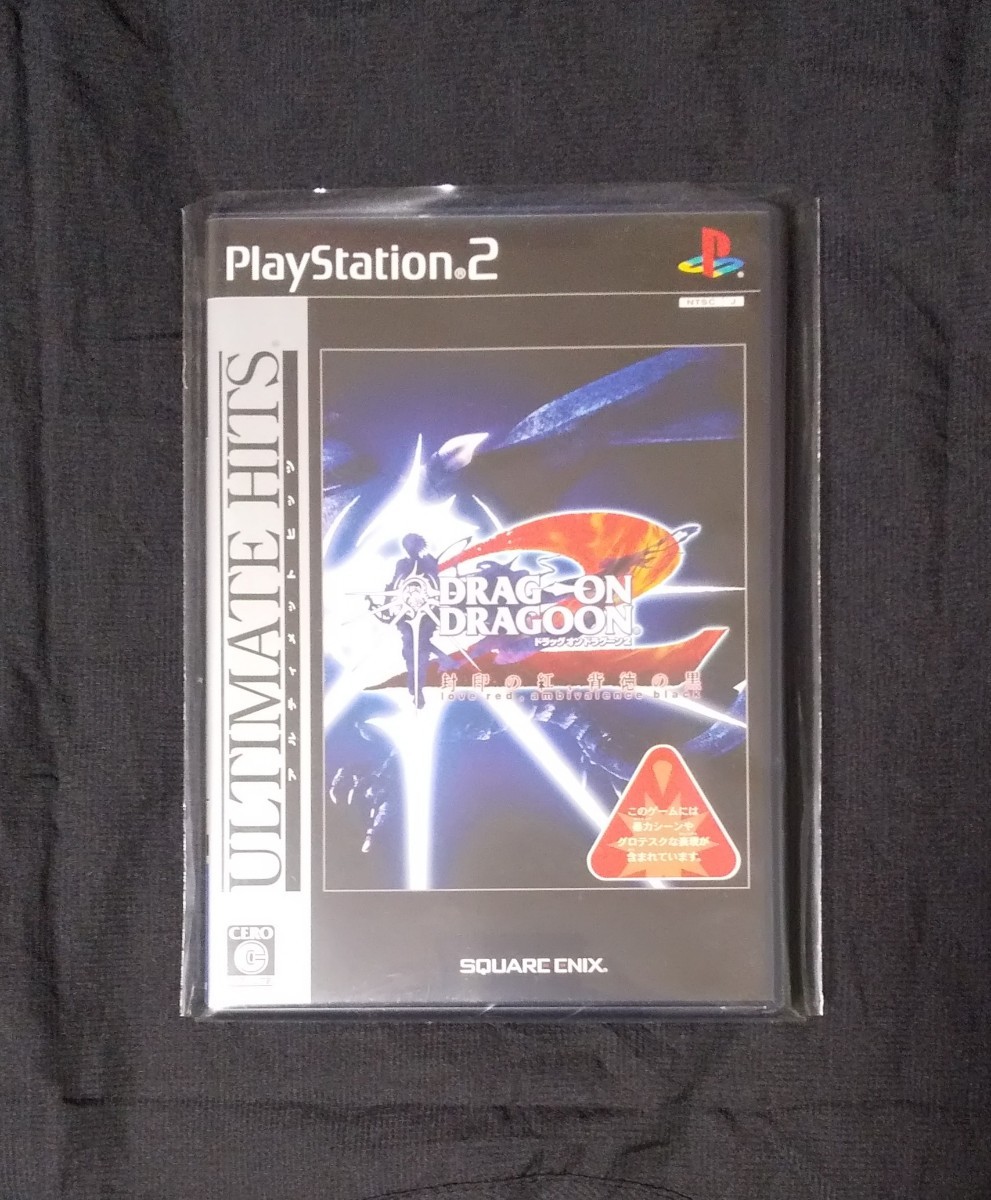 PlayStation®2
NTSC J
ULTIMATE HITS
アルティメットヒッツ
2
DRAG-ON
DRAGOON®
ドラッグ オン ドラグーン2
封印の紅、背徳の黒
love red, ambivalence black
このゲームには
暴力シーンや
グロテスクな表現が
含まれています。
CERO
C
SQUARE ENIX®